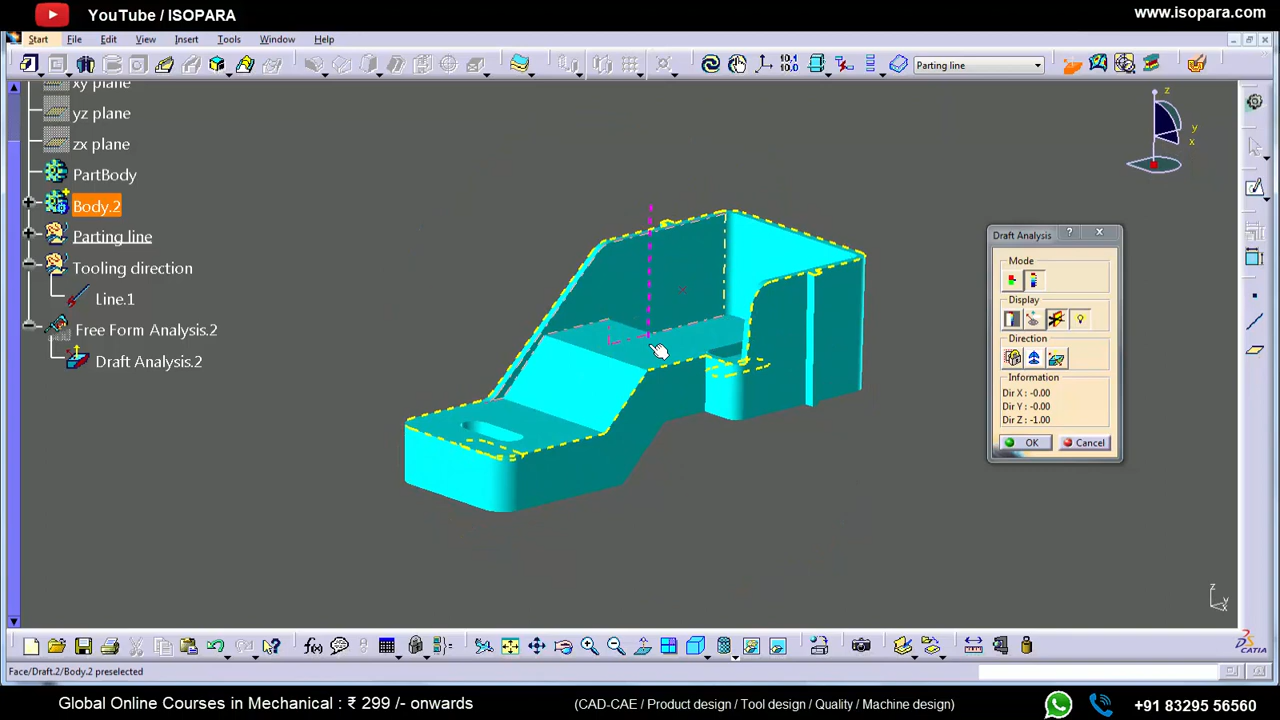 YouTube / ISOPARA
www.isopara.com
Start File Edit View Insert Tools Window Help
Parting line
xy plane
yz plane
zx plane
PartBody
Body.2
Parting line
Tooling direction
Line.1
Free Form Analysis.2
Draft Analysis.2
z
y
x
Draft Analysis
Mode
Display
Direction
Information
Dir X : -0.00
Dir Y : -0.00
Dir Z : -1.00
OK Cancel
Face/Draft.2/Body.2 preselected
CATIA
Global Online Courses in Mechanical : ₹ 299 /- onwards (CAD-CAE / Product design / Tool design / Quality / Machine design) +91 83295 56560